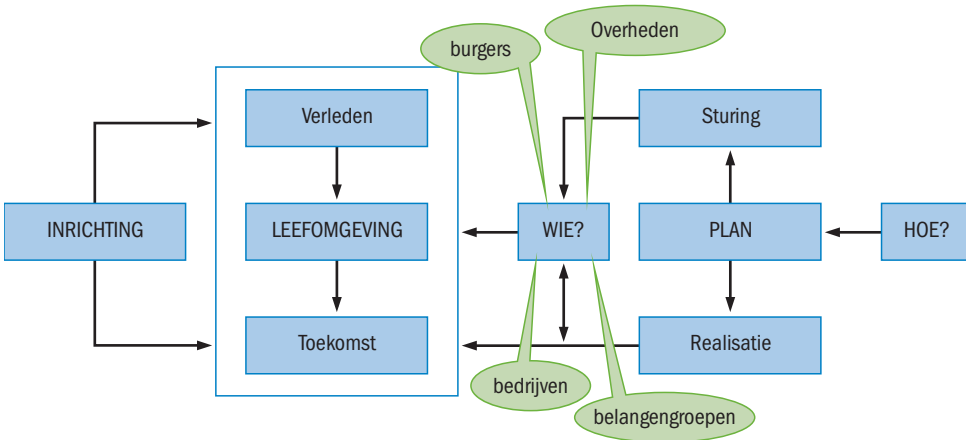 Overheden
burgers
Verleden
Sturing
INRICHTING
LEEFOMGEVING
WIE?
PLAN
HOE?
Toekomst
Realisatie
bedrijven
belangengroepen